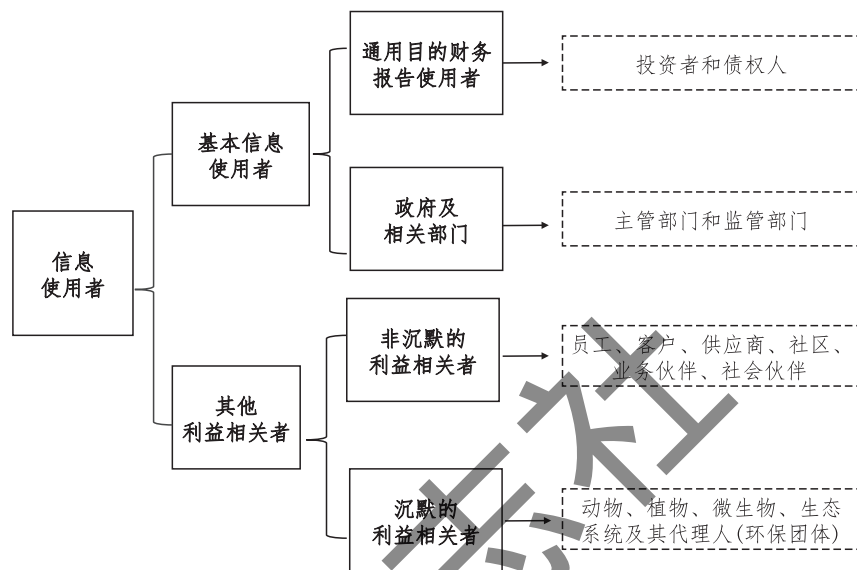 信息
使用者
基本信息
使用者
通用目的财务
报告使用者
投资者和债权人
政府及
相关部门
主管部门和监管部门
其他
利益相关者
非沉默的
利益相关者
员工、客户、供应商、社区、
业务伙伴、社会伙伴
沉默的
利益相关者
动物、植物、微生物、生态
系统及其代理人(环保团体)
志社